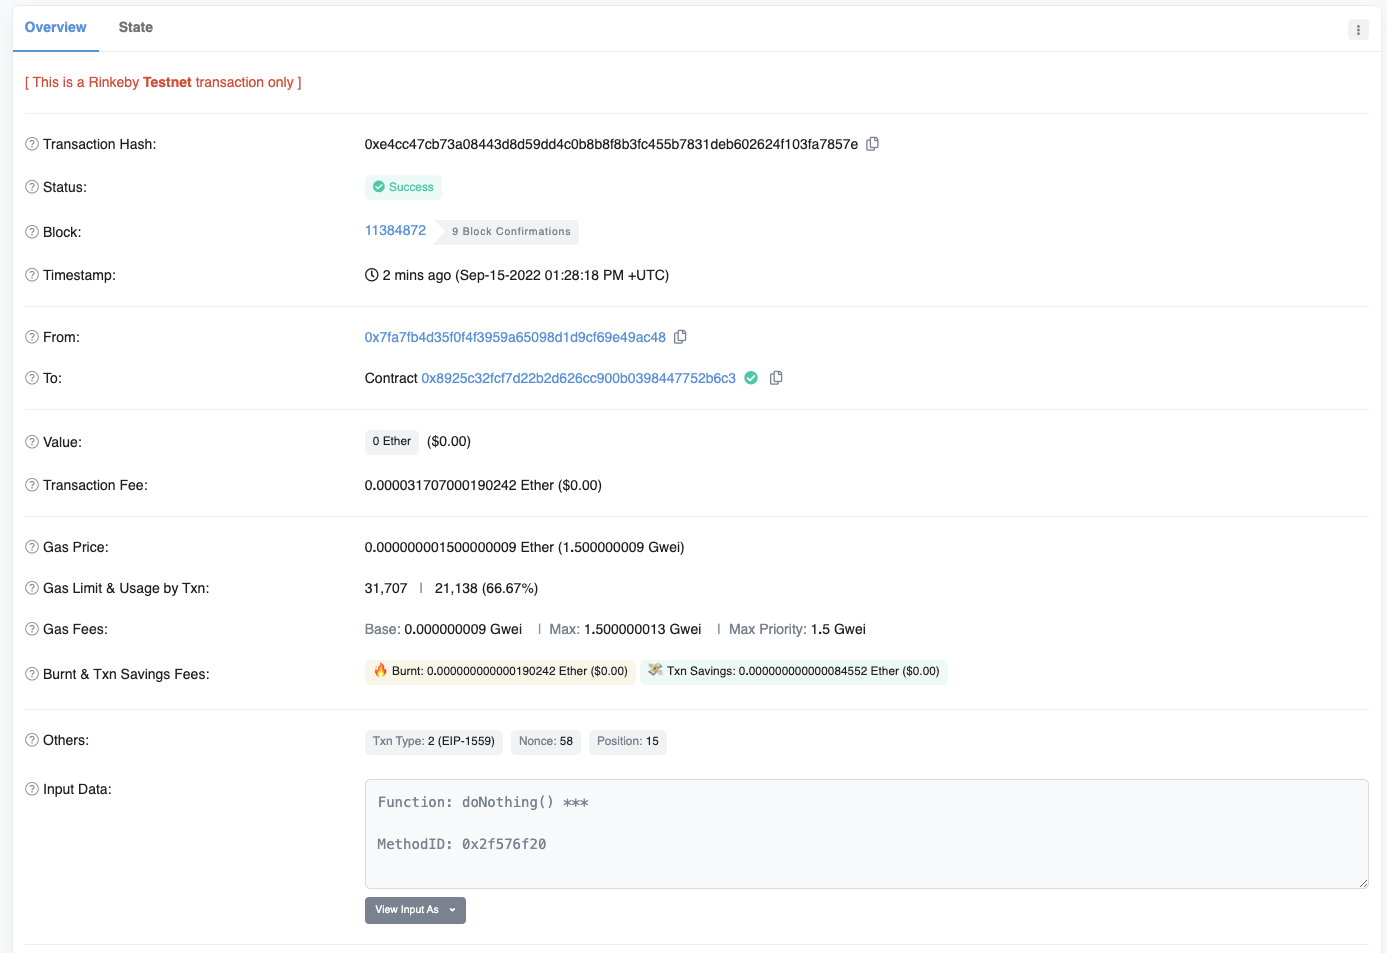 Overview State
[ This is a Rinkeby Testnet transaction only ]
Transaction Hash: 0xe4cc47cb73a08443d8d59dd4c0b8b8f8b3fc455b7831deb602624f103fa7857e
Status: Success
Block: 11384872 9 Block Confirmations
Timestamp: 2 mins ago (Sep-15-2022 01:28:18 PM +UTC)
From: 0x7fa7fb4d35f0f4f3959a65098d1d9cf69e49ac48
To: Contract 0x8925c32fcf7d22b2d626cc900b0398447752b6c3
Value: 0 Ether ($0.00)
Transaction Fee: 0.000031707000190242 Ether ($0.00)
Gas Price: 0.000000001500000009 Ether (1.500000009 Gwei)
Gas Limit & Usage by Txn: 31,707 | 21,138 (66.67%)
Gas Fees: Base: 0.000000009 Gwei | Max: 1.500000013 Gwei | Max Priority: 1.5 Gwei
Burnt & Txn Savings Fees: 🔥 Burnt: 0.000000000000190242 Ether ($0.00) 💸 Txn Savings: 0.000000000000084552 Ether ($0.00)
Others: Txn Type: 2 (EIP-1559) Nonce: 58 Position: 15
Input Data: Function: doNothing() ***
MethodID: 0x2f576f20
View Input As